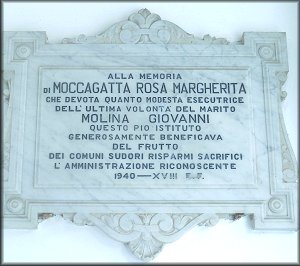 ALLA MEMORIA
DI MOCCAGATTA ROSA MARGHERITA
CHE DEVOTA QUANTO MODESTA ESECUTRICE
DELL'ULTIMA VOLONTÀ DEL MARITO
MOLINA GIOVANNI
QUESTO PIO ISTITUTO
GENEROSAMENTE BENEFICAVA
DEL FRUTTO
DEI COMUNI SUDORI RISPARMI SACRIFICI
L'AMMINISTRAZIONE RICONOSCENTE
1940-XVIII E.F.